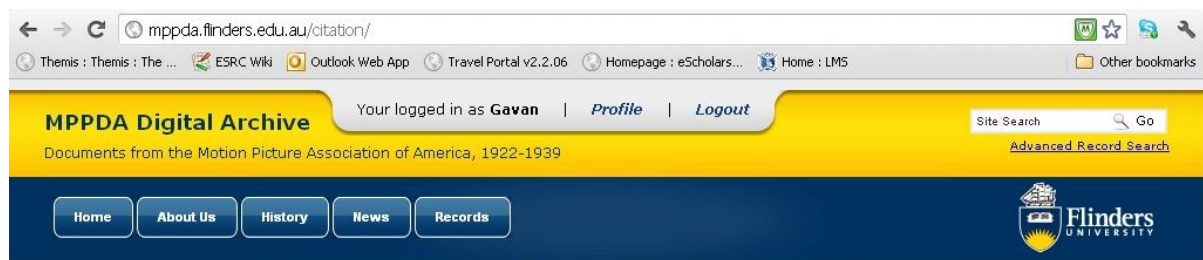 mppda.flinders.edu.au/citation/
Themis : Themis : The ... ESRC Wiki Outlook Web App Travel Portal v2.2.06 Homepage : eScholars... Home : LMS Other bookmarks
Your logged in as Gavan | Profile | Logout
MPPDA Digital Archive
Site Search Go
Documents from the Motion Picture Association of America, 1922-1939
Advanced Record Search
Home About Us History News Records
Flinders
UNIVERSITY